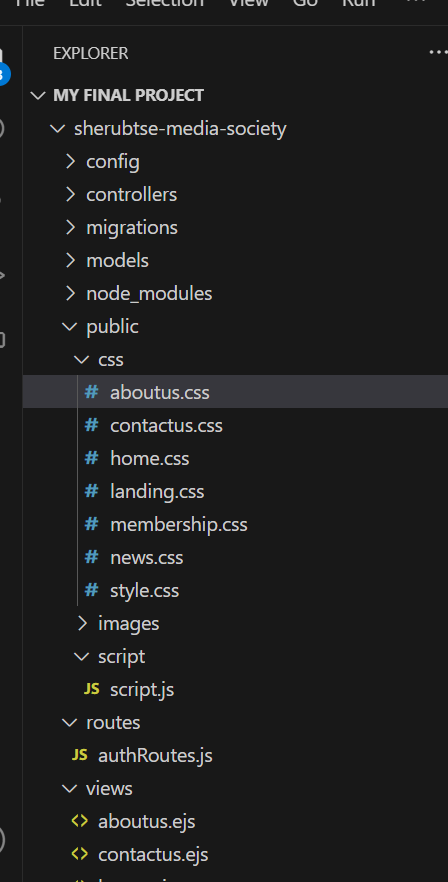 File Edit Selection View Go Run ...
EXPLORER ...
MY FINAL PROJECT
sherubtse-media-society
config
controllers
migrations
models
node_modules
public
css
# aboutus.css
# contactus.css
# home.css
# landing.css
# membership.css
# news.css
# style.css
images
script
JS script.js
routes
JS authRoutes.js
views
<> aboutus.ejs
<> contactus.ejs